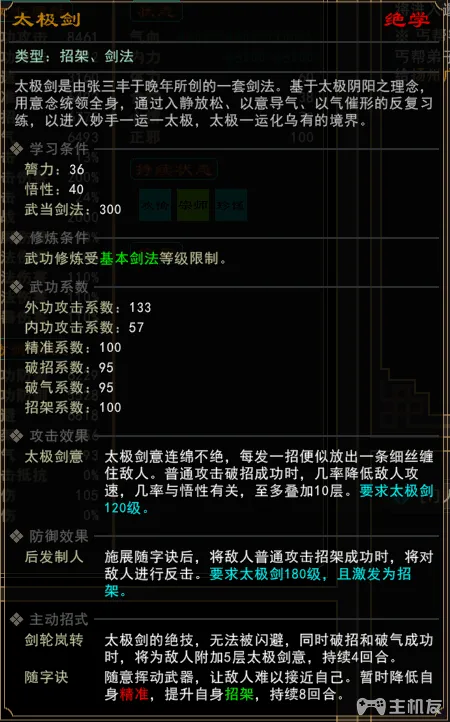 太极剑 绝学
类型：招架、剑法
太极剑是由张三丰于晚年所创的一套剑法。基于太极阴阳之理念，
用意念统领全身，通过入静放松、以意导气、以气催形的反复习
练，以进入妙手一运一太极，太极一运化乌有的境界。
学习条件
膂力：36
悟性：40
武当剑法：300
修炼条件
武功修炼受基本剑法等级限制。
武功系数
外功攻击系数：133
内功攻击系数：57
精准系数：100
破招系数：95
破气系数：95
招架系数：100
攻击效果
太极剑意 太极剑意连绵不绝，每发一招便似放出一条细丝缠
住敌人。普通攻击破招成功时，几率降低敌人攻
速，几率与悟性有关，至多叠加10层。要求太极剑
120级。
防御效果
后发制人 施展随字诀后，将敌人普通攻击招架成功时，将对
敌人进行反击。要求太极剑180级，且激发为招
架。
主动招式
剑轮岚转 太极剑的绝技，无法被闪避，同时破招和破气成功
时，将为敌人附加5层太极剑意，持续4回合。
随字诀 随意挥动武器，让敌人难以接近自己。暂时降低自
身精准，提升自身招架，持续8回合。
主机友